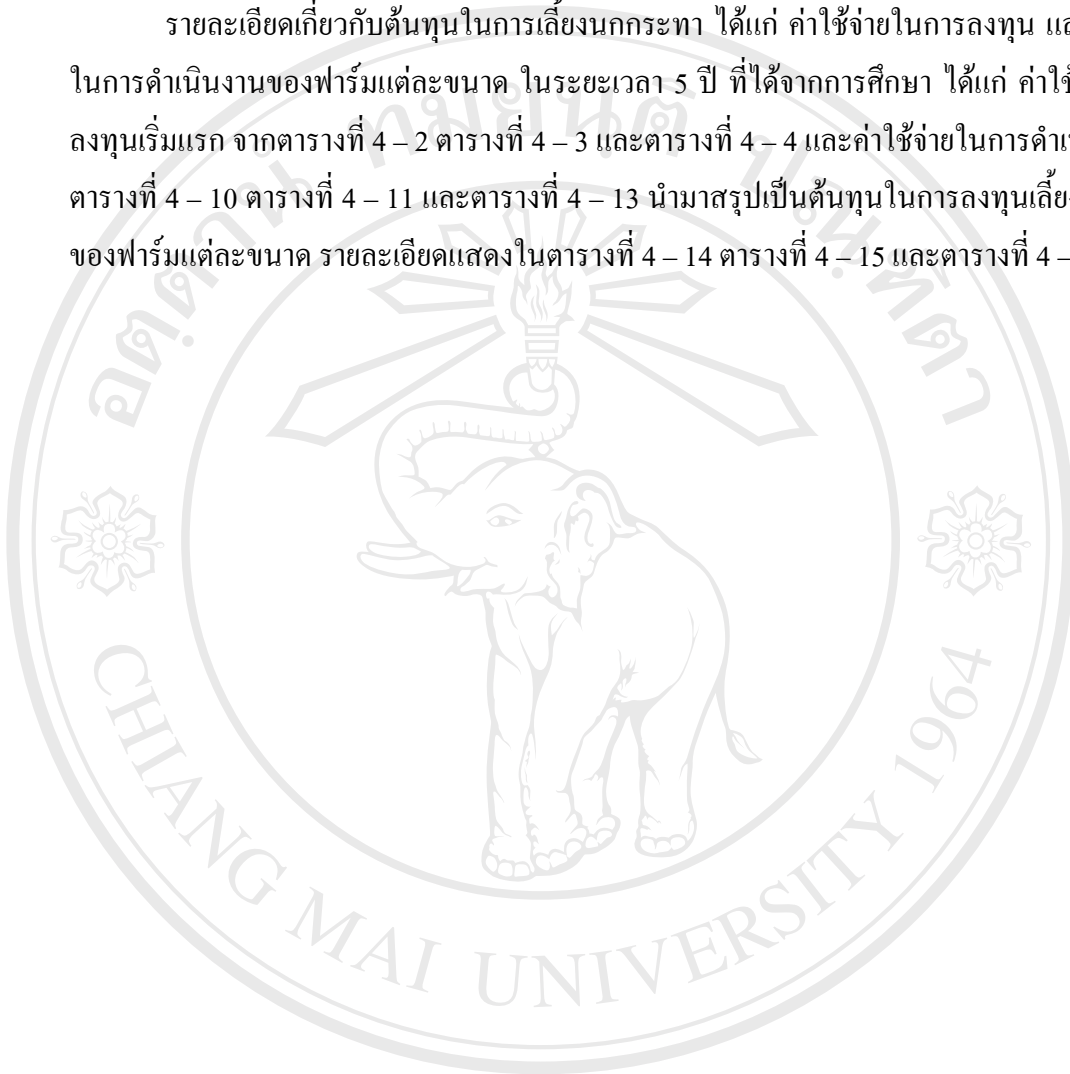 รายละเอียดเกี่ยวกับต้นทุนในการเลี้ยงนกกระทา ได้แก่ ค่าใช้จ่ายในการลงทุน
ในการดำเนินงานของฟาร์มแต่ละขนาด ในระยะเวลา 5 ปี ที่ได้จากการศึกษา ได้แก่
ลงทุนเริ่มแรก จากตารางที่ 4 – 2 ตารางที่ 4 – 3 และตารางที่ 4 – 4 และค่าใช้จ่ายในการ
ตารางที่ 4 – 10 ตารางที่ 4 – 11 และตารางที่ 4 – 13 นำมาสรุปเป็นต้นทุนในการลงทุน
ของฟาร์มแต่ละขนาด รายละเอียดแสดงในตารางที่ 4 – 14 ตารางที่ 4 – 15 และตารางที่ 4 –
CHIANG MAI UNIVERSITY 1964